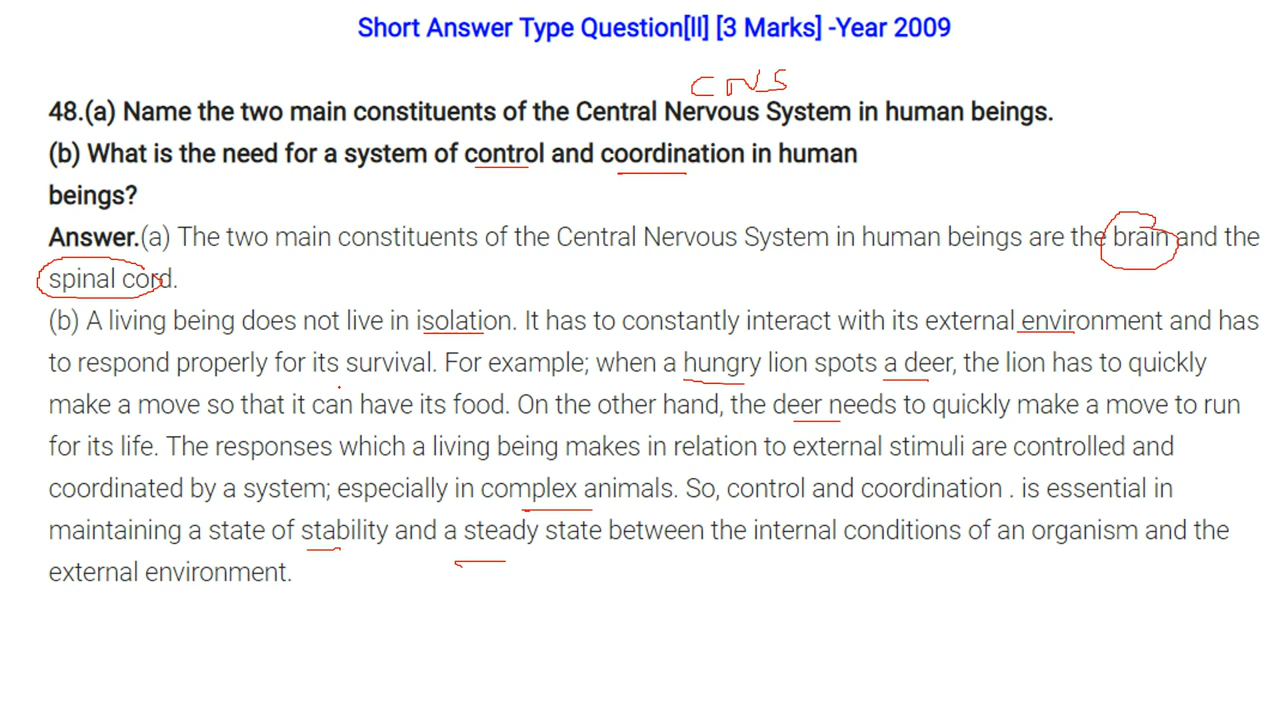 Short Answer Type Question[II] [3 Marks] -Year 2009
CNS
48.(a) Name the two main constituents of the Central Nervous System in human beings.
(b) What is the need for a system of control and coordination in human
beings?
Answer.(a) The two main constituents of the Central Nervous System in human beings are the brain and the
spinal cord.
(b) A living being does not live in isolation. It has to constantly interact with its external environment and has
to respond properly for its survival. For example; when a hungry lion spots a deer, the lion has to quickly
make a move so that it can have its food. On the other hand, the deer needs to quickly make a move to run
for its life. The responses which a living being makes in relation to external stimuli are controlled and
coordinated by a system; especially in complex animals. So, control and coordination . is essential in
maintaining a state of stability and a steady state between the internal conditions of an organism and the
external environment.